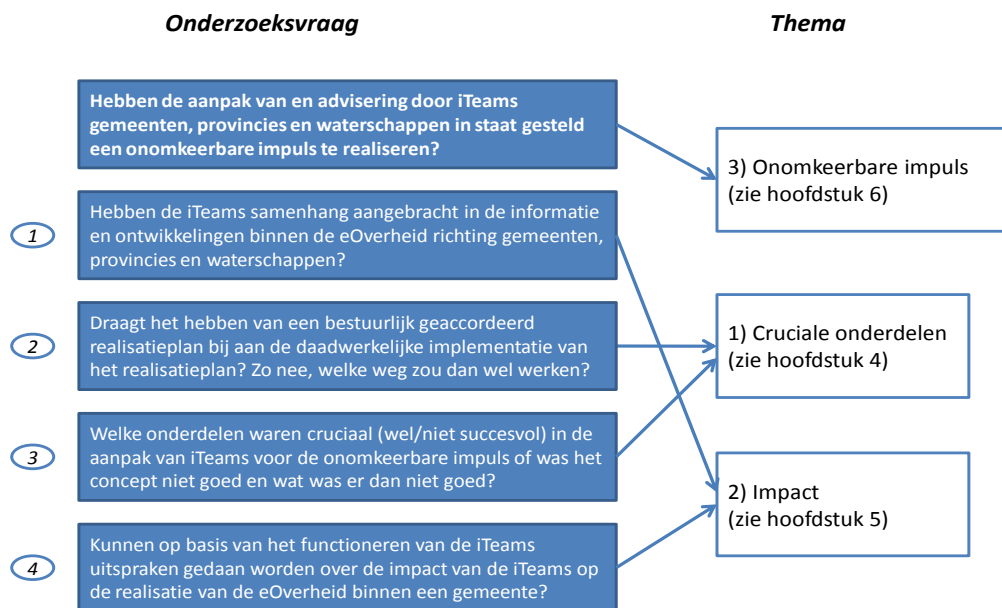 Onderzoeksvraag
Thema
Hebben de aanpak van en advisering door iTeams
gemeenten, provincies en waterschappen in staat gesteld
een onomkeerbare impuls te realiseren?
3) Onomkeerbare impuls
(zie hoofdstuk 6)
1
Hebben de iTeams samenhang aangebracht in de informatie
en ontwikkelingen binnen de eOverheid richting gemeenten,
provincies en waterschappen?
2
Draagt het hebben van een bestuurlijk geaccordeerd
realisatieplan bij aan de daadwerkelijke implementatie van
het realisatieplan? Zo nee, welke weg zou dan wel werken?
1) Cruciale onderdelen
(zie hoofdstuk 4)
3
Welke onderdelen waren cruciaal (wel/niet succesvol) in de
aanpak van iTeams voor de onomkeerbare impuls of was het
concept niet goed en wat was er dan niet goed?
2) Impact
(zie hoofdstuk 5)
4
Kunnen op basis van het functioneren van de iTeams
uitspraken gedaan worden over de impact van de iTeams op
de realisatie van de eOverheid binnen een gemeente?